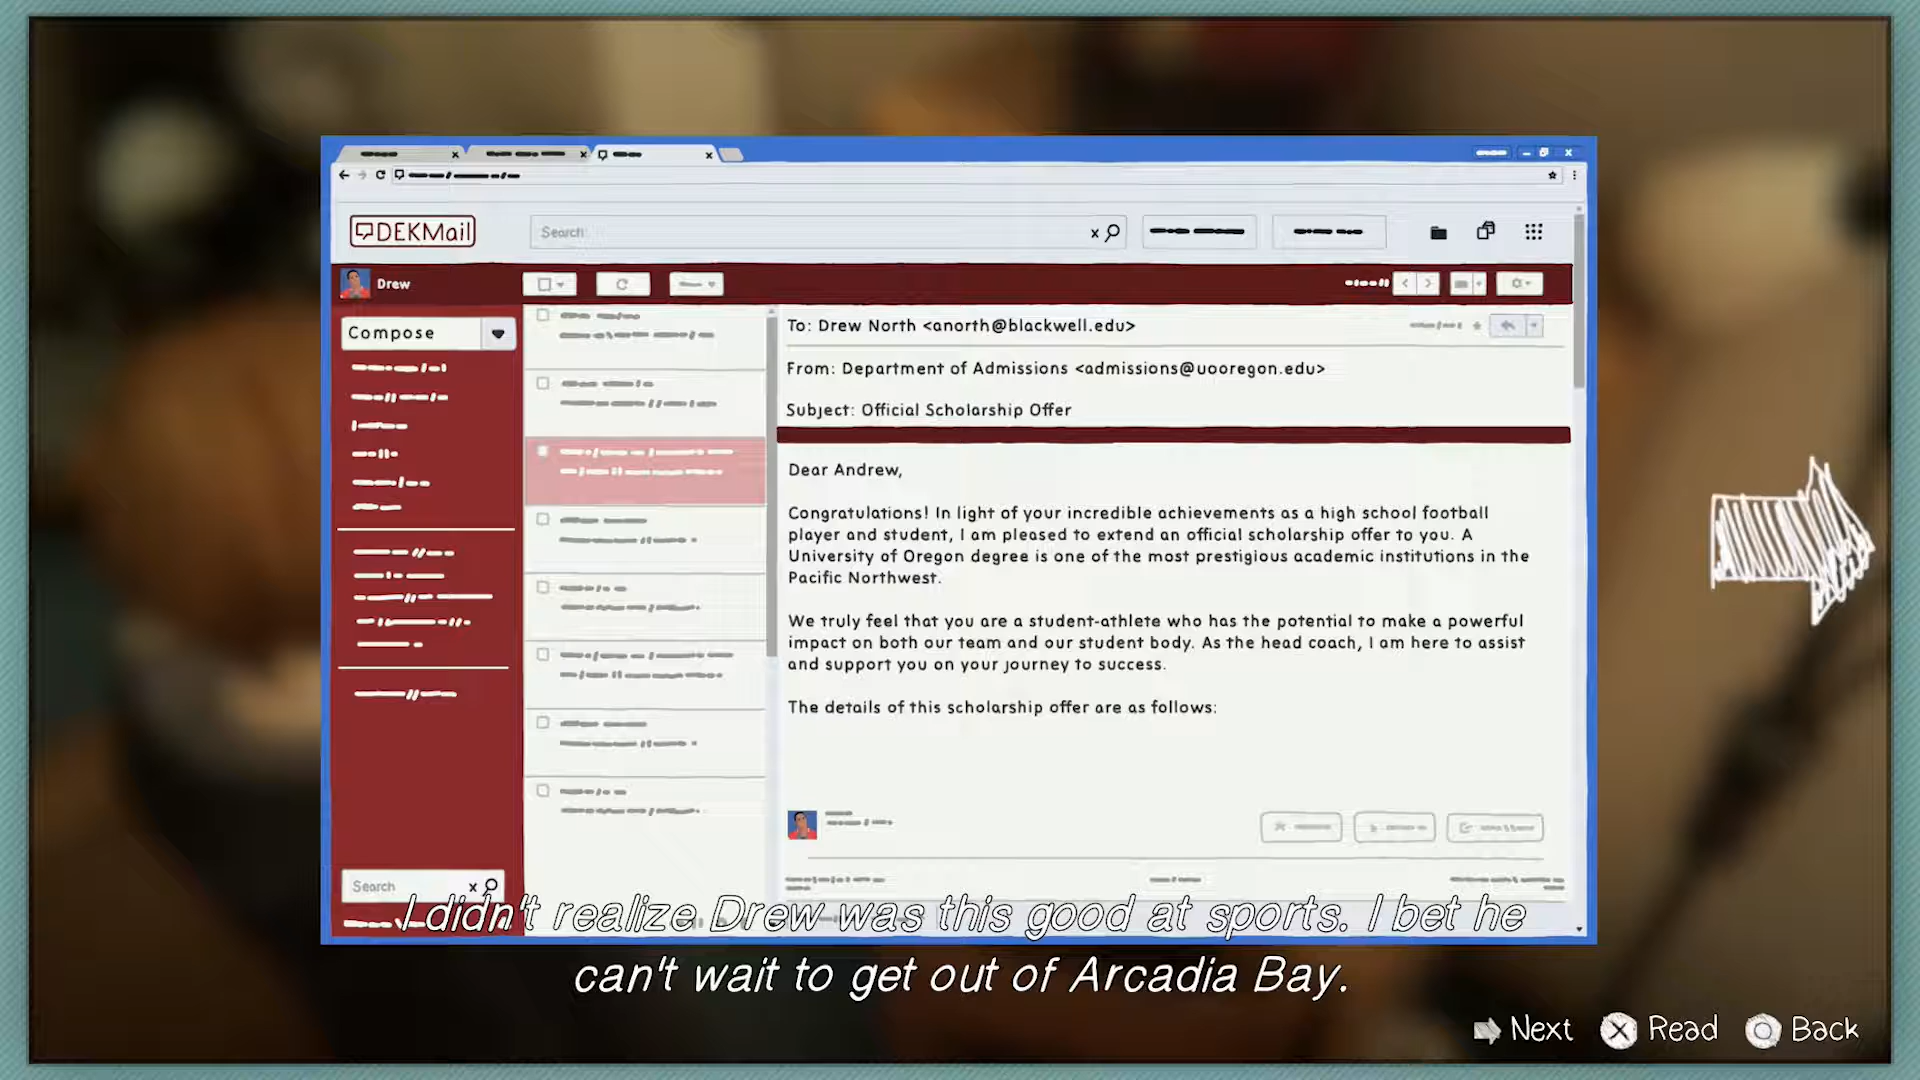 DEKMail
Search
Drew
Compose
To: Drew North <anorth@blackwell.edu>
From: Department of Admissions <admissions@uooregon.edu>
Subject: Official Scholarship Offer
Dear Andrew,
Congratulations! In light of your incredible achievements as a high school football
player and student, I am pleased to extend an official scholarship offer to you. A
University of Oregon degree is one of the most prestigious academic institutions in the
Pacific Northwest.
We truly feel that you are a student-athlete who has the potential to make a powerful
impact on both our team and our student body. As the head coach, I am here to assist
and support you on your journey to success.
The details of this scholarship offer are as follows:
Search
I didn't realize Drew was this good at sports. I bet he
can't wait to get out of Arcadia Bay.
Next Read Back